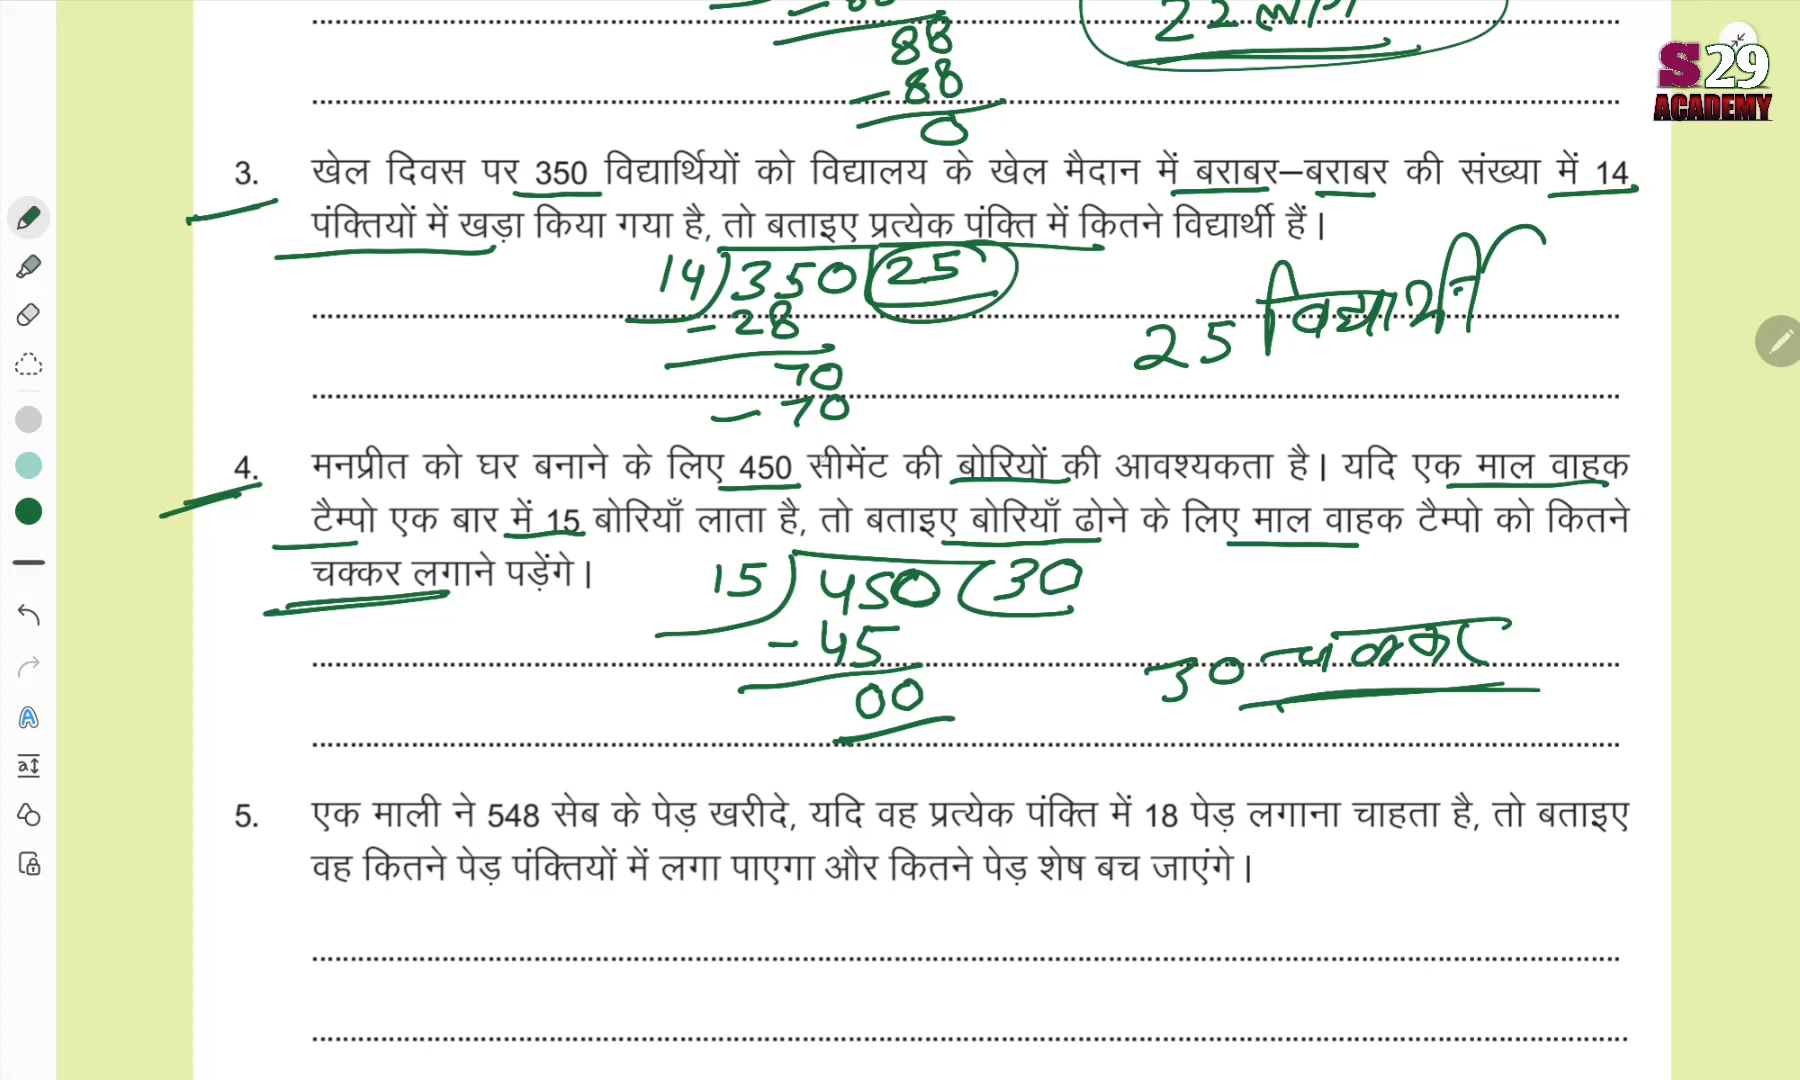 22
88
- 88
0
S29
ACADEMY
3. खेल दिवस पर 350 विद्यार्थियों को विद्यालय के खेल मैदान में बराबर–बराबर की संख्या में 14
पंक्तियों में खड़ा किया गया है, तो बताइए प्रत्येक पंक्ति में कितने विद्यार्थी हैं।
14)350(25
- 28
70
- 70
25 विद्यार्थी
4. मनप्रीत को घर बनाने के लिए 450 सीमेंट की बोरियों की आवश्यकता है। यदि एक माल वाहक
टैम्पो एक बार में 15 बोरियाँ लाता है, तो बताइए बोरियाँ ढोने के लिए माल वाहक टैम्पो को कितने
चक्कर लगाने पड़ेंगे।
15)450(30
- 45
00
30 चक्कर
5. एक माली ने 548 सेब के पेड़ खरीदे, यदि वह प्रत्येक पंक्ति में 18 पेड़ लगाना चाहता है, तो बताइए
वह कितने पेड़ पंक्तियों में लगा पाएगा और कितने पेड़ शेष बच जाएंगे।